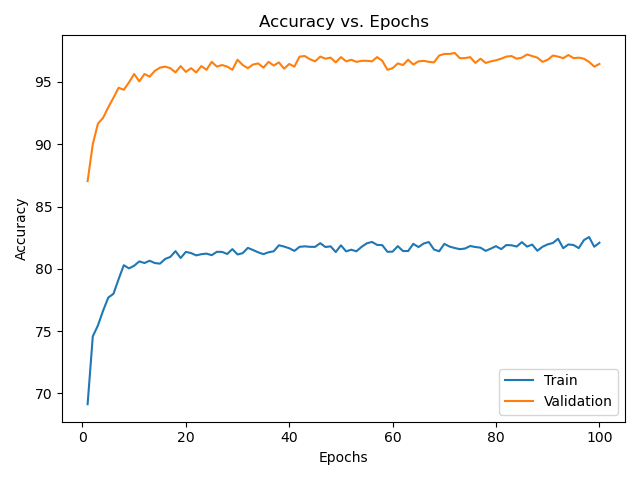 Accuracy vs. Epochs
Accuracy
95
90
85
80
75
70
0 20 40 60 80 100
Epochs
Train
Validation